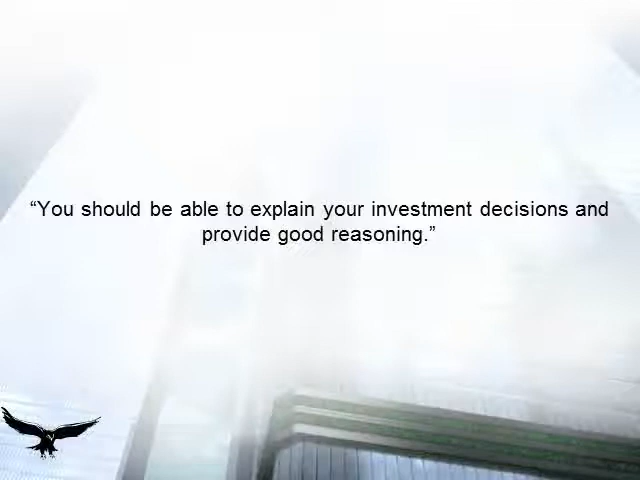 “You should be able to explain your investment decisions and
provide good reasoning.”